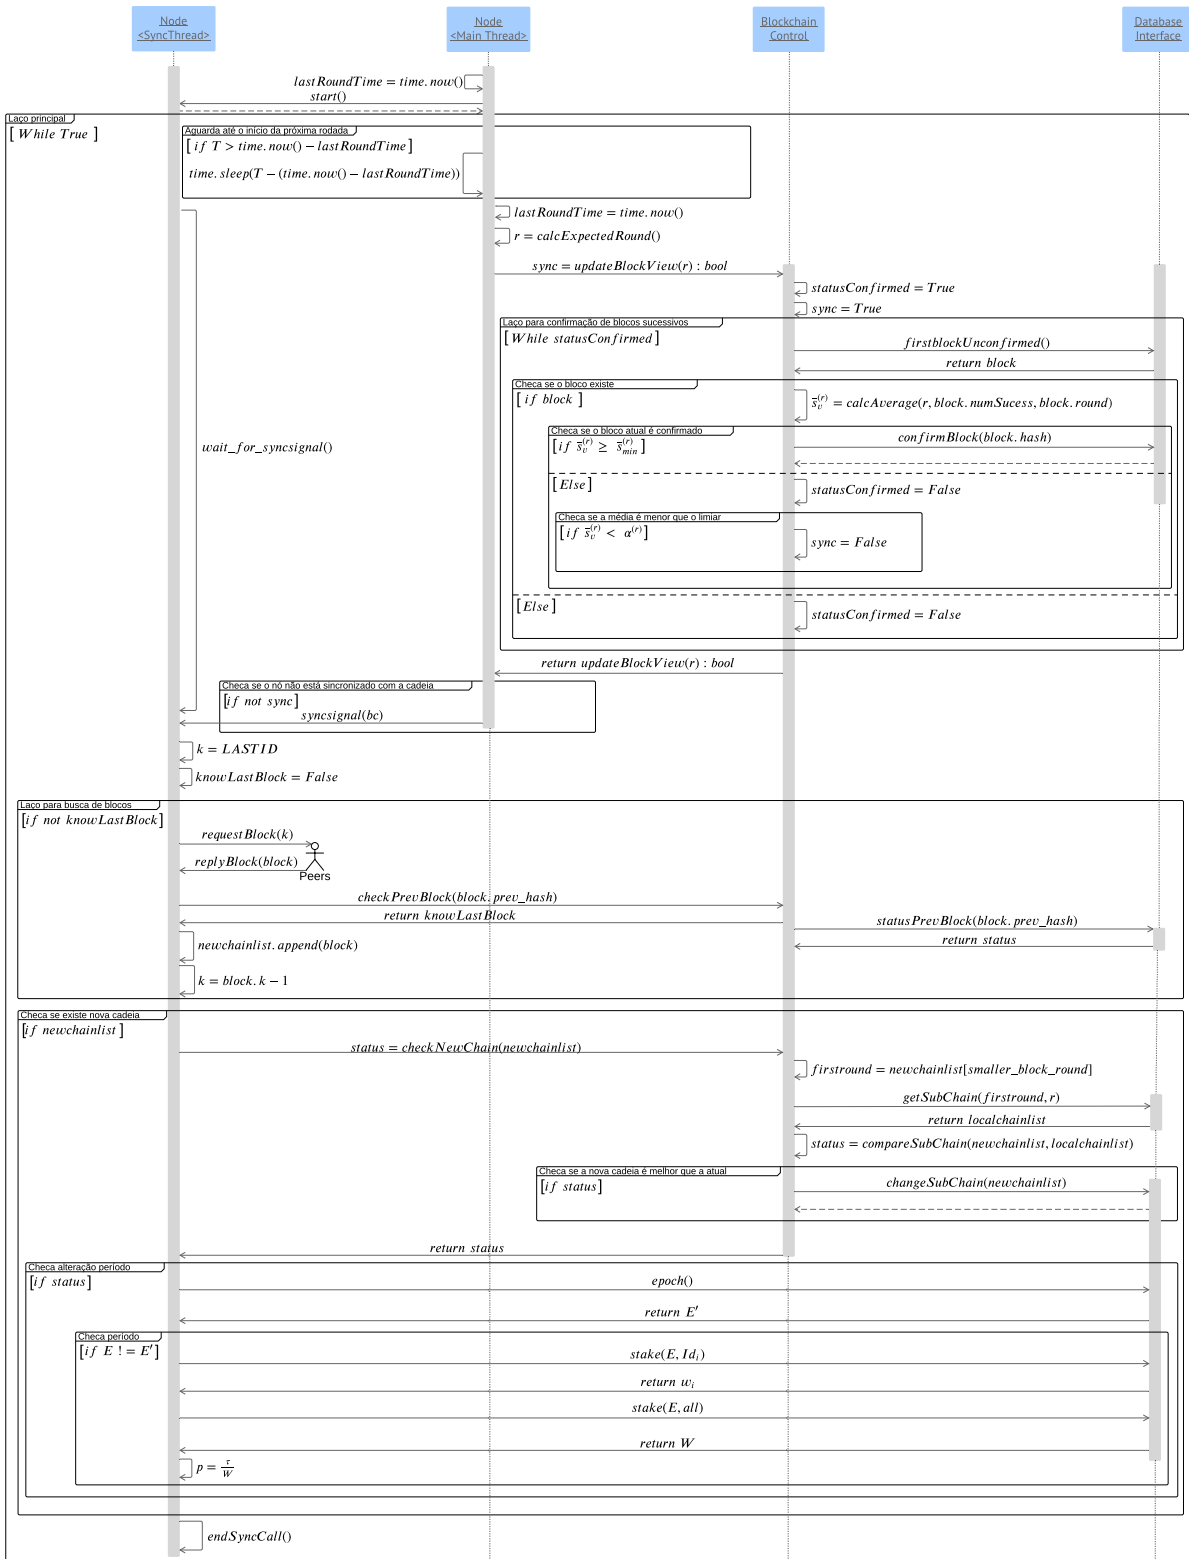 Node
<SyncThread>
Node
<Main Thread>
Blockchain
Control
Database
Interface
lastRoundTime = time.now()
start()
Laço principal
[ While True ]
Aguarda até o início da próxima rodada
[ if T > time.now() − lastRoundTime ]
time.sleep(T − (time.now() − lastRoundTime))
lastRoundTime = time.now()
r = calcExpectedRound()
sync = updateBlockView(r) : bool
statusConfirmed = True
sync = True
Laço para confirmação de blocos sucessivos
[ While statusConfirmed ]
firstblockUnconfirmed()
return block
Checa se o bloco existe
[ if block ]
s̅_v^(r) = calcAverage(r, block.numSucess, block.round)
Checa se o bloco atual é confirmado
[ if s̅_v^(r) ≥ s̅_min^(r) ]
confirmBlock(block.hash)
wait_for_syncsignal()
[ Else ]
statusConfirmed = False
Checa se a média é menor que o limiar
[ if s̅_v^(r) < α^(r) ]
sync = False
[ Else ]
statusConfirmed = False
return updateBlockView(r) : bool
Checa se o nó não está sincronizado com a cadeia
[ if not sync ]
syncsignal(bc)
k = LASTID
knowLastBlock = False
Laço para busca de blocos
[ if not knowLastBlock ]
requestBlock(k)
replyBlock(block)
Peers
checkPrevBlock(block.prev_hash)
return knowLastBlock
statusPrevBlock(block.prev_hash)
return status
newchainlist.append(block)
k = block.k − 1
Checa se existe nova cadeia
[ if newchainlist ]
status = checkNewChain(newchainlist)
firstround = newchainlist[smaller_block_round]
getSubChain(firstround, r)
return localchainlist
status = compareSubChain(newchainlist, localchainlist)
Checa se a nova cadeia é melhor que a atual
[ if status ]
changeSubChain(newchainlist)
return status
Checa alteração período
[ if status ]
epoch()
return E′
Checa período
[ if E != E′ ]
stake(E, Id_i)
return w_i
stake(E, all)
return W
p = τ/W
endSyncCall()